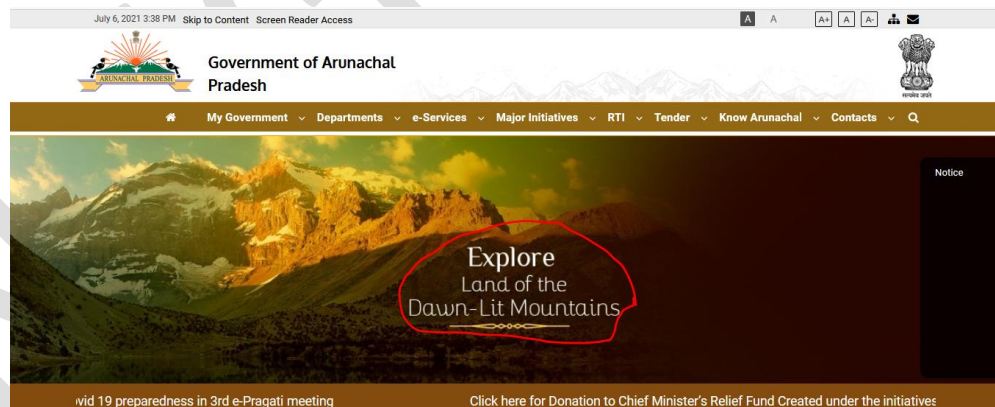 July 6, 2021 3:38 PM Skip to Content Screen Reader Access A A A+ A A-
ARUNACHAL PRADESH
Government of Arunachal
Pradesh
सत्यमेव जयते
My Government Departments e-Services Major Initiatives RTI Tender Know Arunachal Contacts
Notice
Explore
Land of the
Dawn-Lit Mountains
vid 19 preparedness in 3rd e-Pragati meeting Click here for Donation to Chief Minister's Relief Fund Created under the initiatives